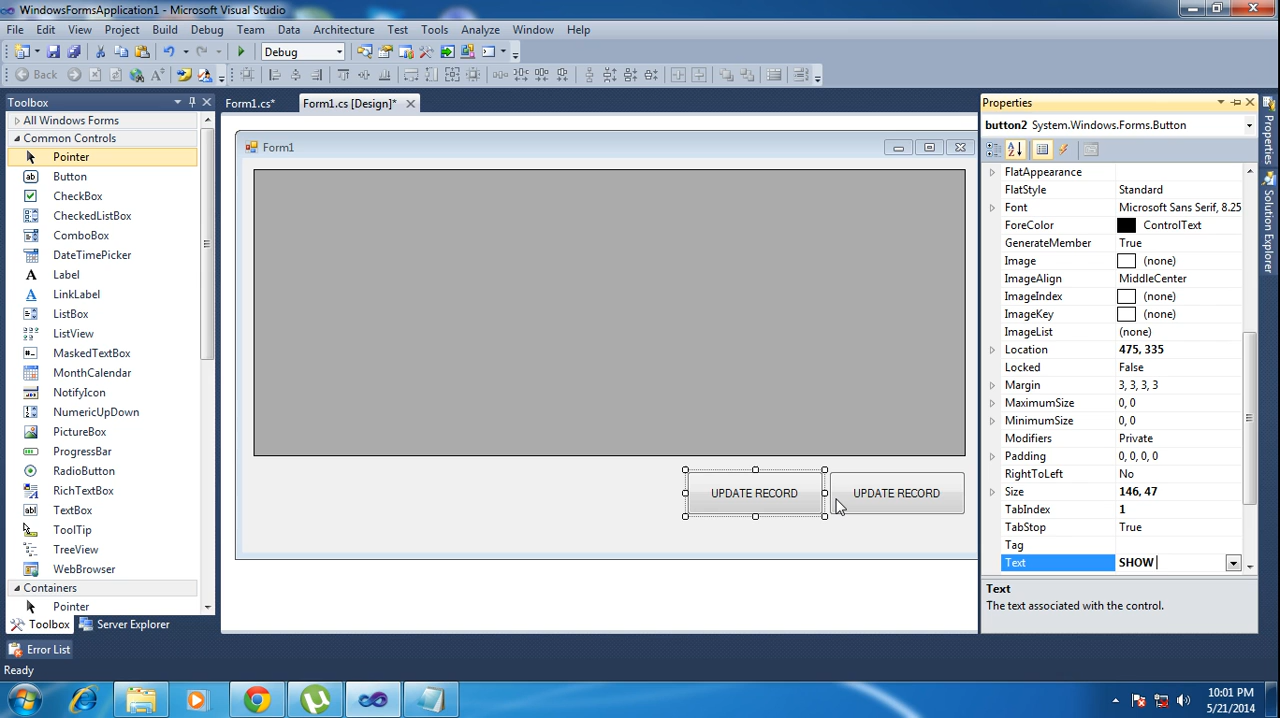 WindowsFormsApplication1 - Microsoft Visual Studio
File Edit View Project Build Debug Team Data Architecture Test Tools Analyze Window Help
Debug
Back
Toolbox
Form1.cs*
Form1.cs [Design]*
Properties
All Windows Forms
Common Controls
Pointer
Button
CheckBox
CheckedListBox
ComboBox
DateTimePicker
Label
LinkLabel
ListBox
ListView
MaskedTextBox
MonthCalendar
NotifyIcon
NumericUpDown
PictureBox
ProgressBar
RadioButton
RichTextBox
TextBox
ToolTip
TreeView
WebBrowser
Containers
Pointer
Toolbox
Server Explorer
Form1
UPDATE RECORD
UPDATE RECORD
button2 System.Windows.Forms.Button
FlatAppearance
FlatStyle Standard
Font Microsoft Sans Serif, 8.25
ForeColor ControlText
GenerateMember True
Image (none)
ImageAlign MiddleCenter
ImageIndex (none)
ImageKey (none)
ImageList (none)
Location 475, 335
Locked False
Margin 3, 3, 3, 3
MaximumSize 0, 0
MinimumSize 0, 0
Modifiers Private
Padding 0, 0, 0, 0
RightToLeft No
Size 146, 47
TabIndex 1
TabStop True
Tag
Text SHOW
Text
The text associated with the control.
Properties
Solution Explorer
Error List
Ready
10:01 PM
5/21/2014